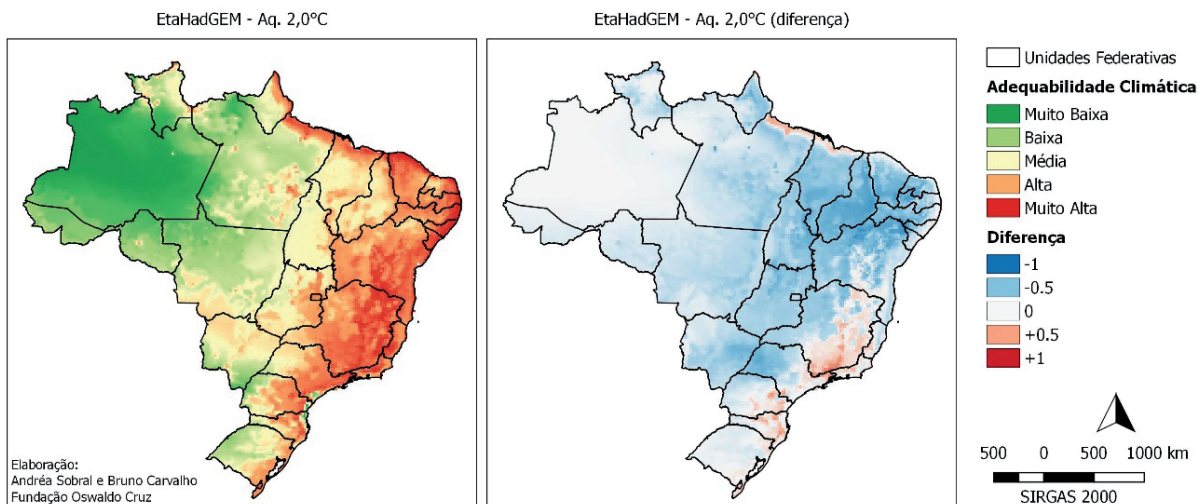 EtaHadGEM - Aq. 2,0°C
EtaHadGEM - Aq. 2,0°C (diferença)
Unidades Federativas
Adequabilidade Climática
Muito Baixa
Baixa
Média
Alta
Muito Alta
Diferença
-1
-0.5
0
+0.5
+1
500 0 500 1000 km
SIRGAS 2000
Elaboração:
Andréa Sobral e Bruno Carvalho
Fundação Oswaldo Cruz